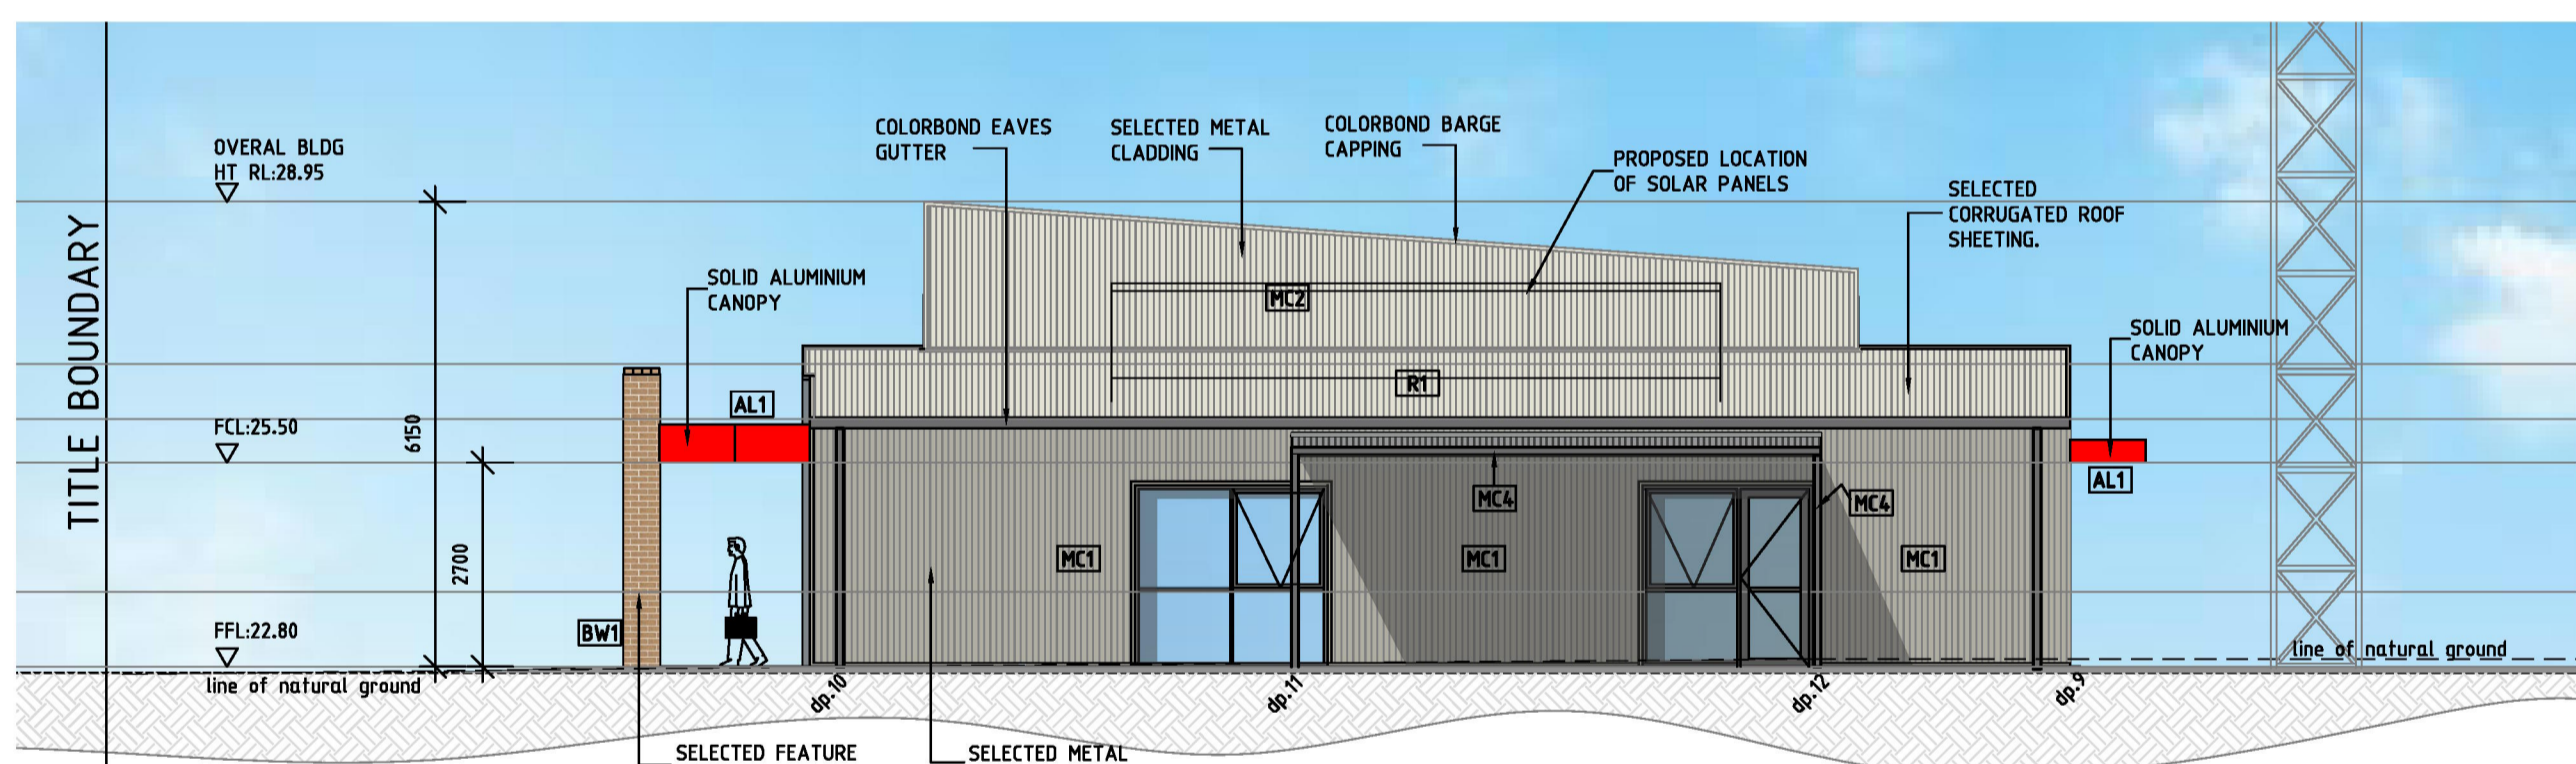 TITLE BOUNDARY
OVERAL BLDG
HT RL:28.95
COLORBOND EAVES
GUTTER
SELECTED METAL
CLADDING
COLORBOND BARGE
CAPPING
PROPOSED LOCATION
OF SOLAR PANELS
SELECTED
CORRUGATED ROOF
SHEETING.
SOLID ALUMINIUM
CANOPY
MC2
SOLID ALUMINIUM
CANOPY
R1
AL1
FCL:25.50
6150
2700
AL1
MC4
MC4
MC1
MC1
MC1
FFL:22.80
BW1
line of natural ground
line of natural ground
dp.10
dp.11
dp.12
dp.9
SELECTED FEATURE
SELECTED METAL